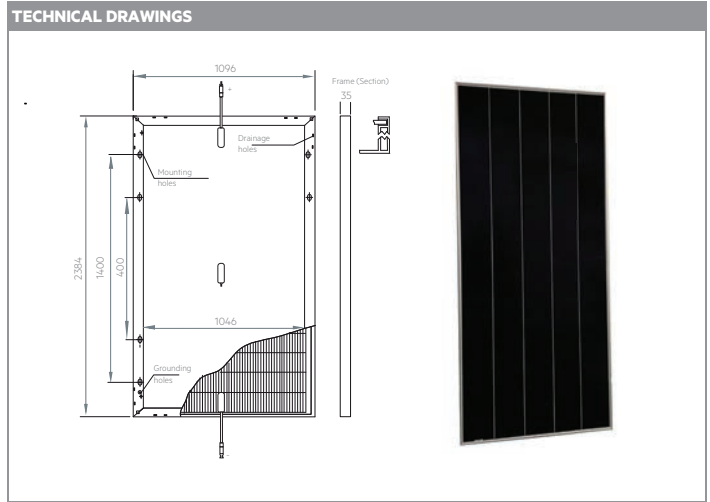 TECHNICAL DRAWINGS
1096
+
Frame (Section)
35
Drainage
holes
Mounting
holes
2384
1400
400
1046
Grounding
holes
-